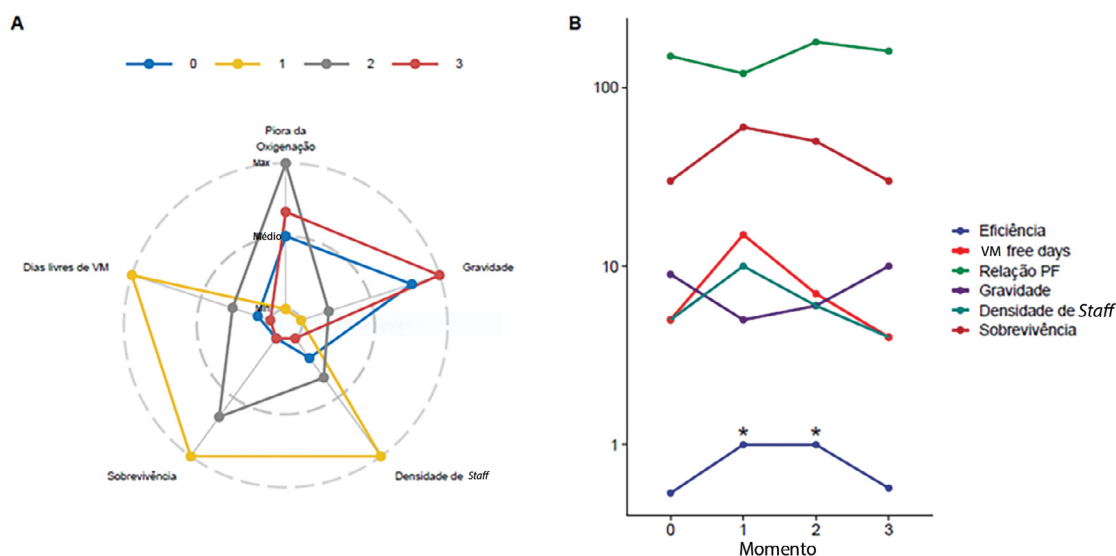 A
0 1 2 3
Piora da
Oxigenação
Max
Médio
Min
Dias livres de VM
Gravidade
Sobrevivência
Densidade de Staff
B
100
10
1
* *
0 1 2 3
Momento
Eficiência
VM free days
Relação PF
Gravidade
Densidade de Staff
Sobrevivência